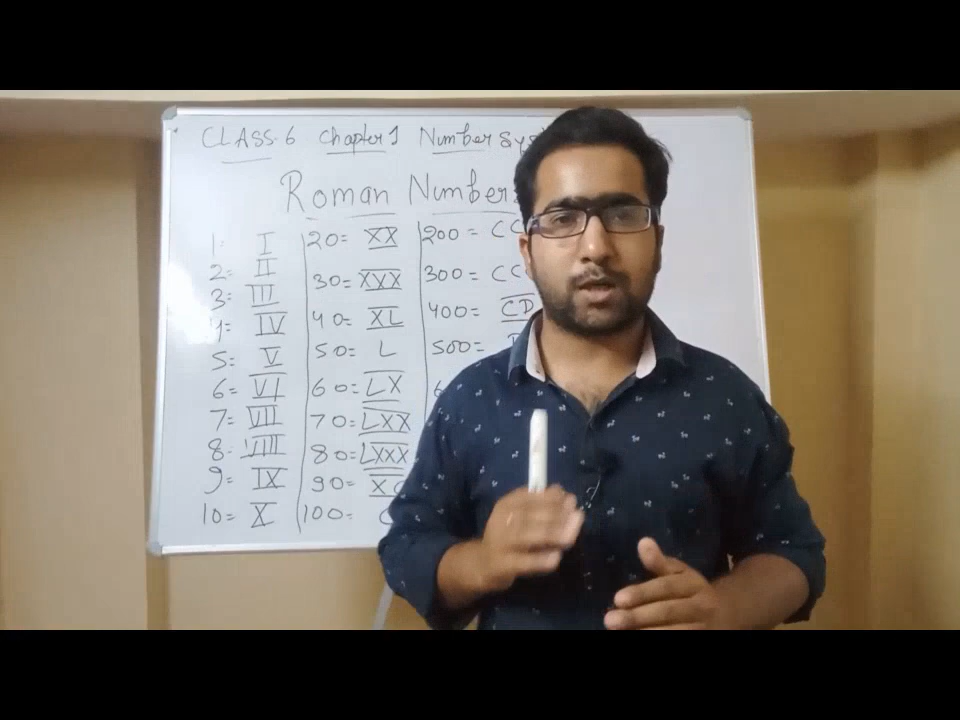 CLASS-6 Chapter 1 Number Sys
Roman Numbers
1= I 20= XX 200= CC
2= II 30= XXX 300= CC
3= III 40= XL 400= CD
4= IV 50= L 500=
5= V 60= LX
6= VI 70= LXX
7= VII 80= LXXX
8= VIII 90= XC
9= IX 100=
10= X